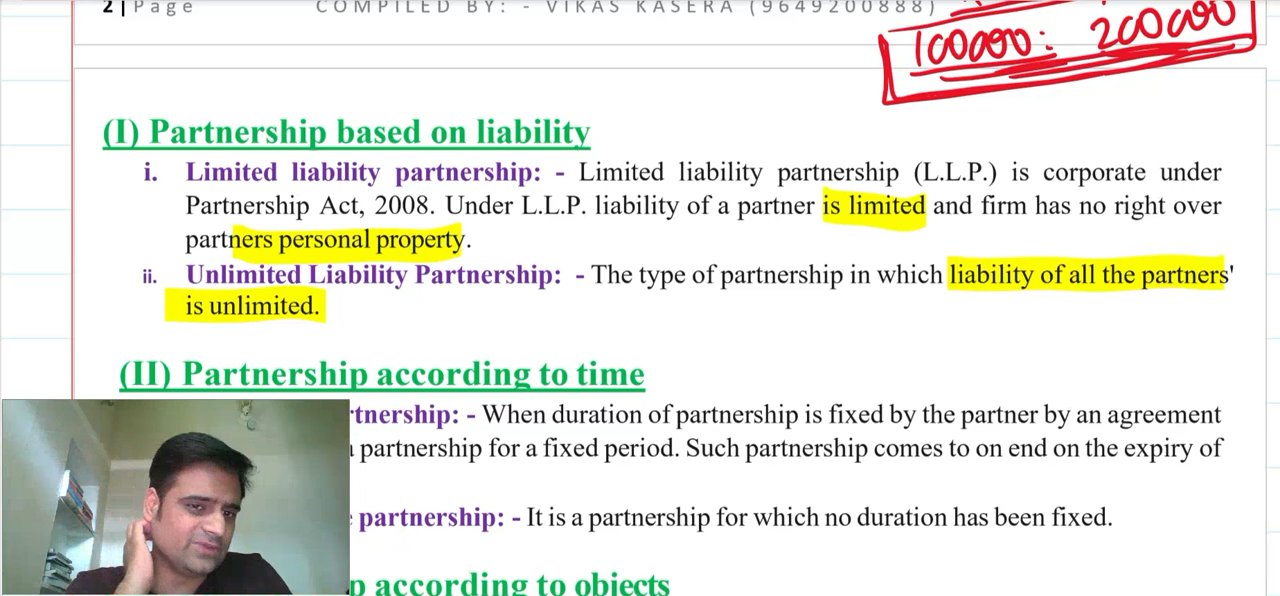 2 | Page COMPILED BY: - VIKAS KASERA (9649200888)
100000: 200000
(I) Partnership based on liability
i. Limited liability partnership: - Limited liability partnership (L.L.P.) is corporate under
Partnership Act, 2008. Under L.L.P. liability of a partner is limited and firm has no right over
partners personal property.
ii. Unlimited Liability Partnership: - The type of partnership in which liability of all the partners'
is unlimited.
(II) Partnership according to time
rtnership: - When duration of partnership is fixed by the partner by an agreement
partnership for a fixed period. Such partnership comes to on end on the expiry of
partnership: - It is a partnership for which no duration has been fixed.
p according to objects